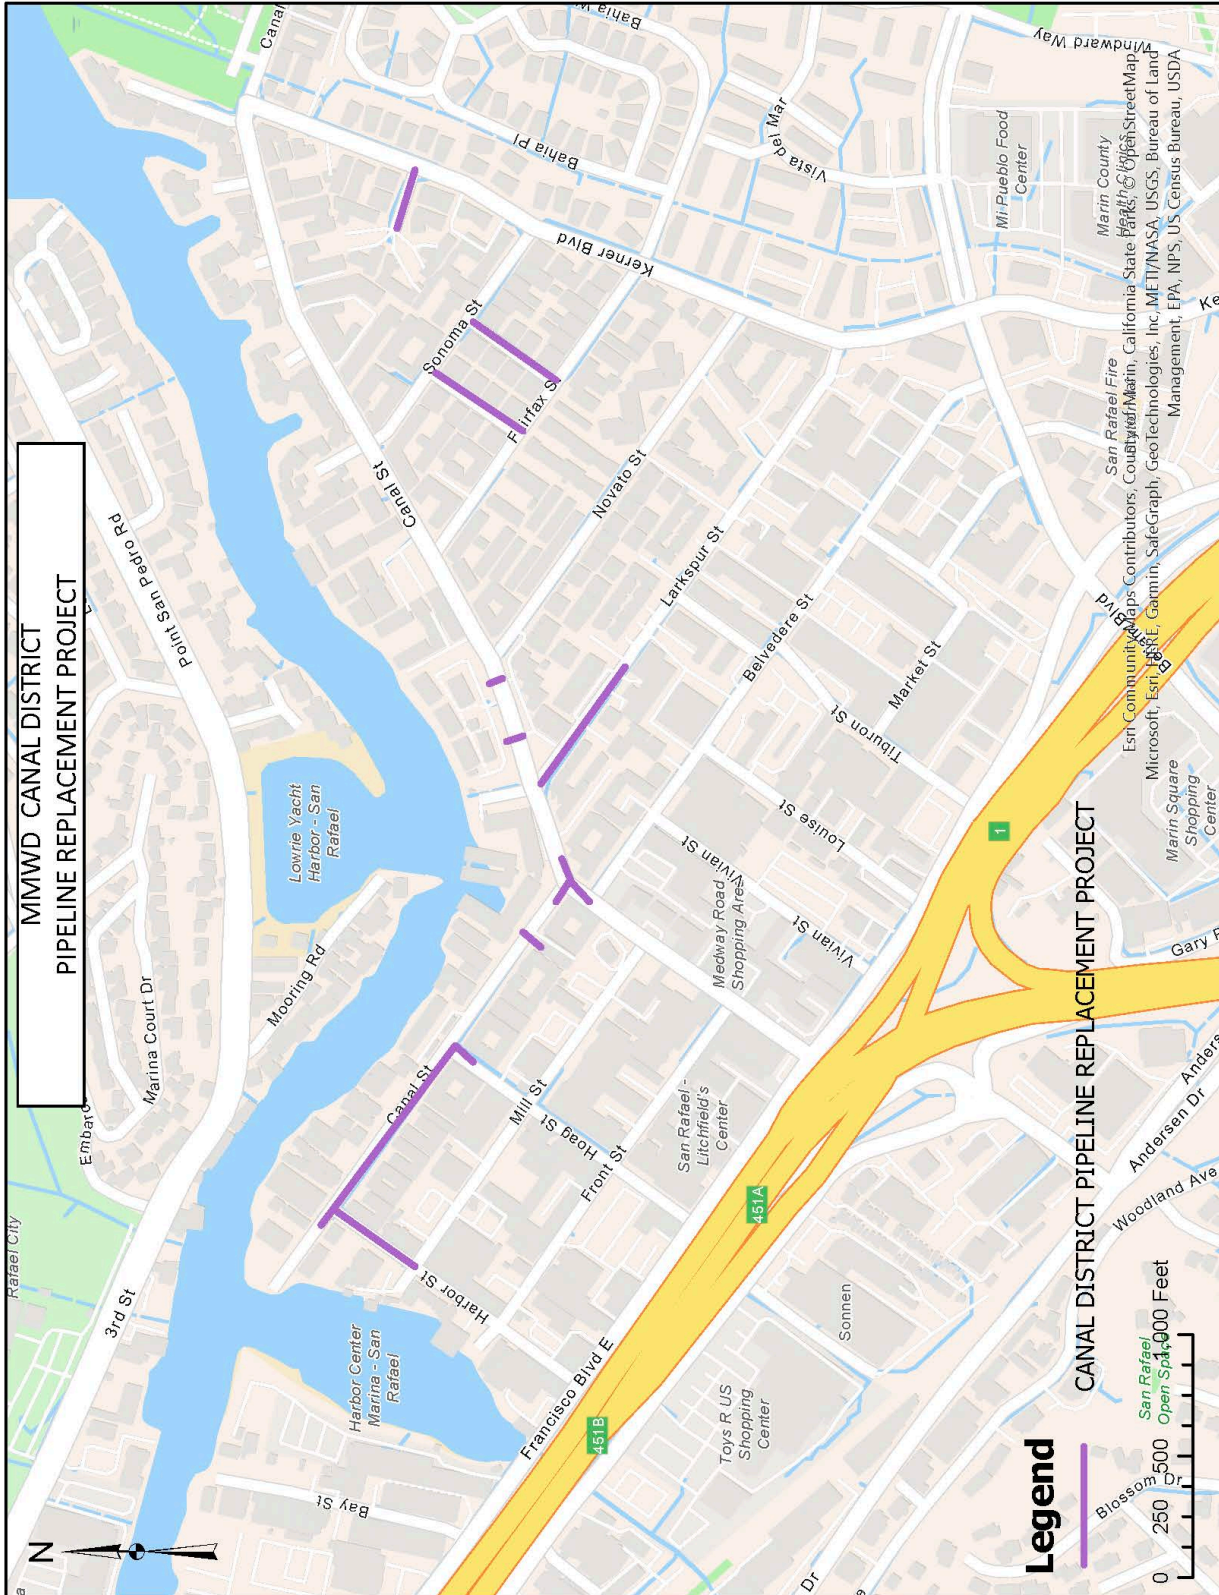 MMWD CANAL DISTRICT
PIPELINE REPLACEMENT PROJECT
N
Rafael City
3rd St
Marina Court Dr
Point San Pedro Rd
Mooring Rd
Lowrie Yacht
Harbor - San
Rafael
Harbor Center
Marina - San
Rafael
Bay St
Canal St
Canal St
Canal
Harbor St
Mill St
Hoag St
Front St
Francisco Blvd E
Medway Road
Shopping Area
San Rafael -
Litchfield's
Center
Vivian St
Vivian St
Louise St
Tiburon St
Market St
Belvedere St
Larkspur St
Novato St
Sonoma St
Kerner Blvd
Bahia Pl
Vista del Mar
Windward Way
Mi Pueblo Food
Center
Marin County
Health Clinics
San Rafael Fire
451B
451A
1
Toys R US
Shopping
Center
Sonnen
Andersen Dr
Woodland Ave
Marin Square
Shopping
Center
Blossom Dr
San Rafael
Open Space
Esri Community Maps Contributors, County of Marin, California State Parks, © OpenStreetMap,
Microsoft, Esri, HERE, Garmin, SafeGraph, GeoTechnologies, Inc, METI/NASA, USGS, Bureau of Land
Management, EPA, NPS, US Census Bureau, USDA
Legend
CANAL DISTRICT PIPELINE REPLACEMENT PROJECT
0 250 500 1,000 Feet